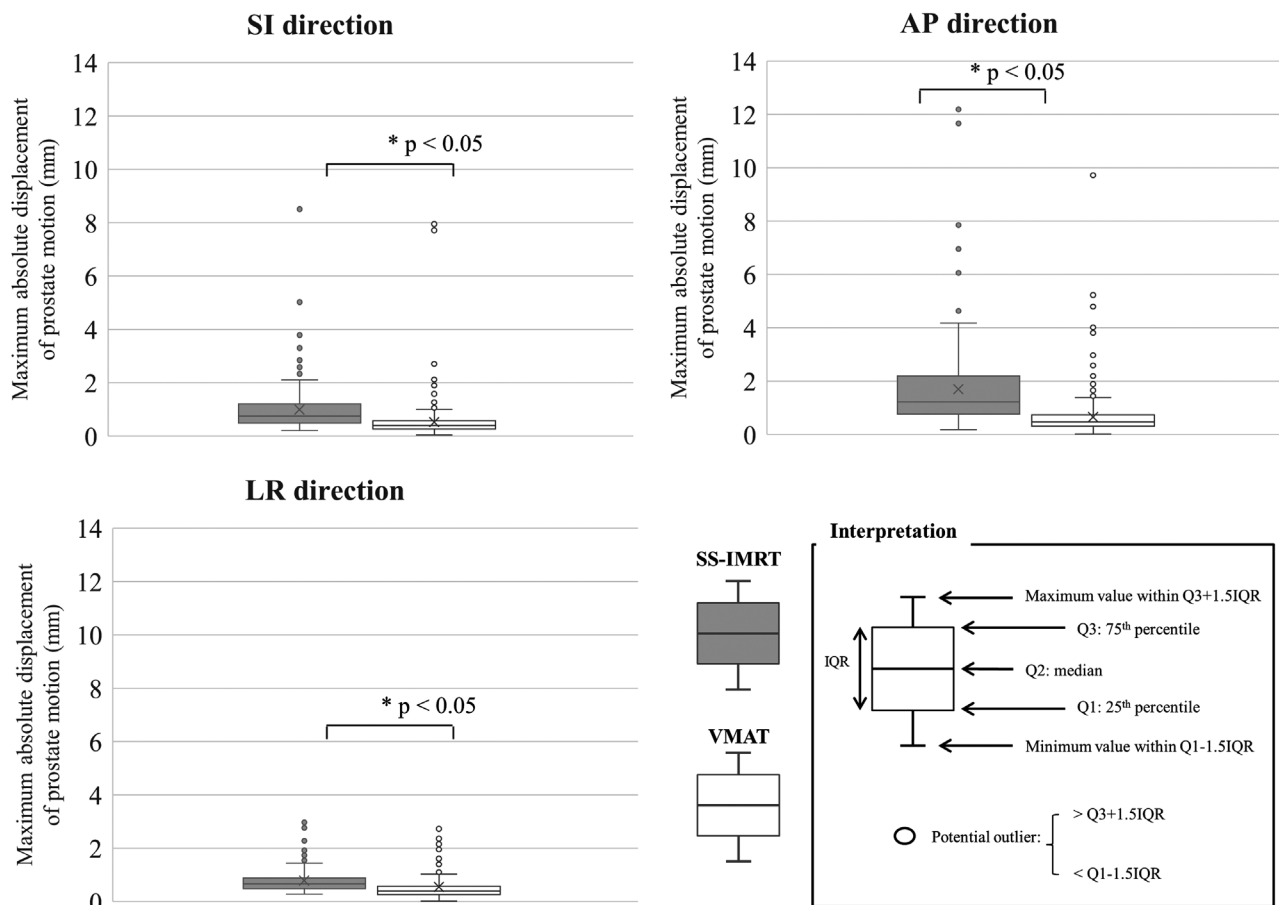 SI direction
Maximum absolute displacement
of prostate motion (mm)
14
12
10
8
6
4
2
0
* p < 0.05
AP direction
Maximum absolute displacement
of prostate motion (mm)
14
12
10
8
6
4
2
0
* p < 0.05
LR direction
Maximum absolute displacement
of prostate motion (mm)
14
12
10
8
6
4
2
0
* p < 0.05
SS-IMRT
VMAT
Interpretation
IQR
Maximum value within Q3+1.5IQR
Q3: 75th percentile
Q2: median
Q1: 25th percentile
Minimum value within Q1-1.5IQR
Potential outlier:
> Q3+1.5IQR
< Q1-1.5IQR